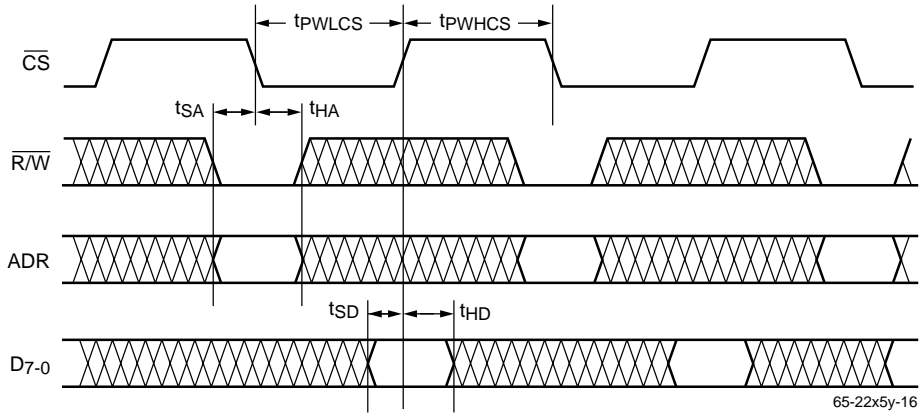 tPWLCS tPWHCS
CS
tSA tHA
R/W
ADR
tSD tHD
D7-0
65-22x5y-16